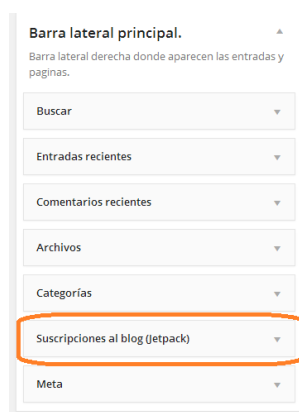 Barra lateral principal.
Barra lateral derecha donde aparecen las entradas y
paginas.
Buscar
Entradas recientes
Comentarios recientes
Archivos
Categorías
Suscripciones al blog (Jetpack)
Meta